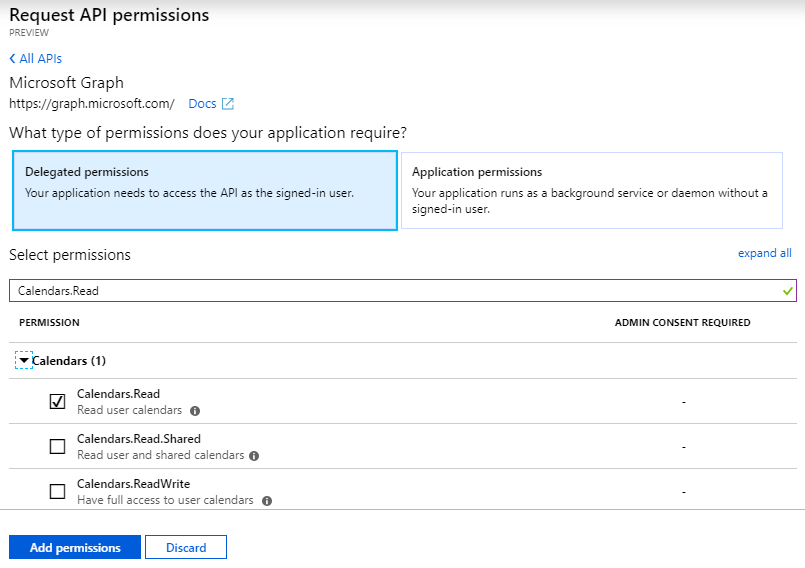 Request API permissions
PREVIEW
All APIs
Microsoft Graph
https://graph.microsoft.com/ Docs
What type of permissions does your application require?
Delegated permissions
Your application needs to access the API as the signed-in user.
Application permissions
Your application runs as a background service or daemon without a
signed-in user.
Select permissions
expand all
Calendars.Read
PERMISSION
ADMIN CONSENT REQUIRED
Calendars (1)
Calendars.Read
Read user calendars
-
Calendars.Read.Shared
Read user and shared calendars
-
Calendars.ReadWrite
Have full access to user calendars
-
Add permissions
Discard